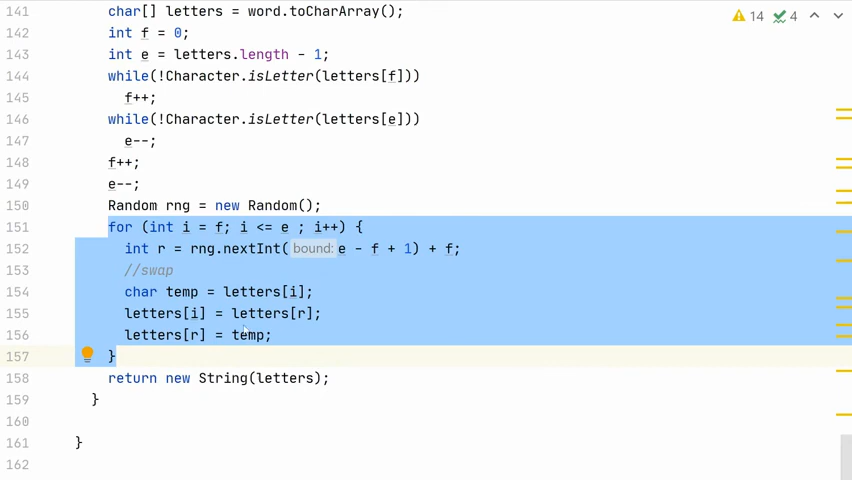 14 4
141 char[] letters = word.toCharArray();
142 int f = 0;
143 int e = letters.length - 1;
144 while(!Character.isLetter(letters[f]))
145 f++;
146 while(!Character.isLetter(letters[e]))
147 e--;
148 f++;
149 e--;
150 Random rng = new Random();
151 for (int i = f; i <= e ; i++) {
152 int r = rng.nextInt( bound: e - f + 1) + f;
153 //swap
154 char temp = letters[i];
155 letters[i] = letters[r];
156 letters[r] = temp;
157 }
158 return new String(letters);
159 }
160
161 }
162